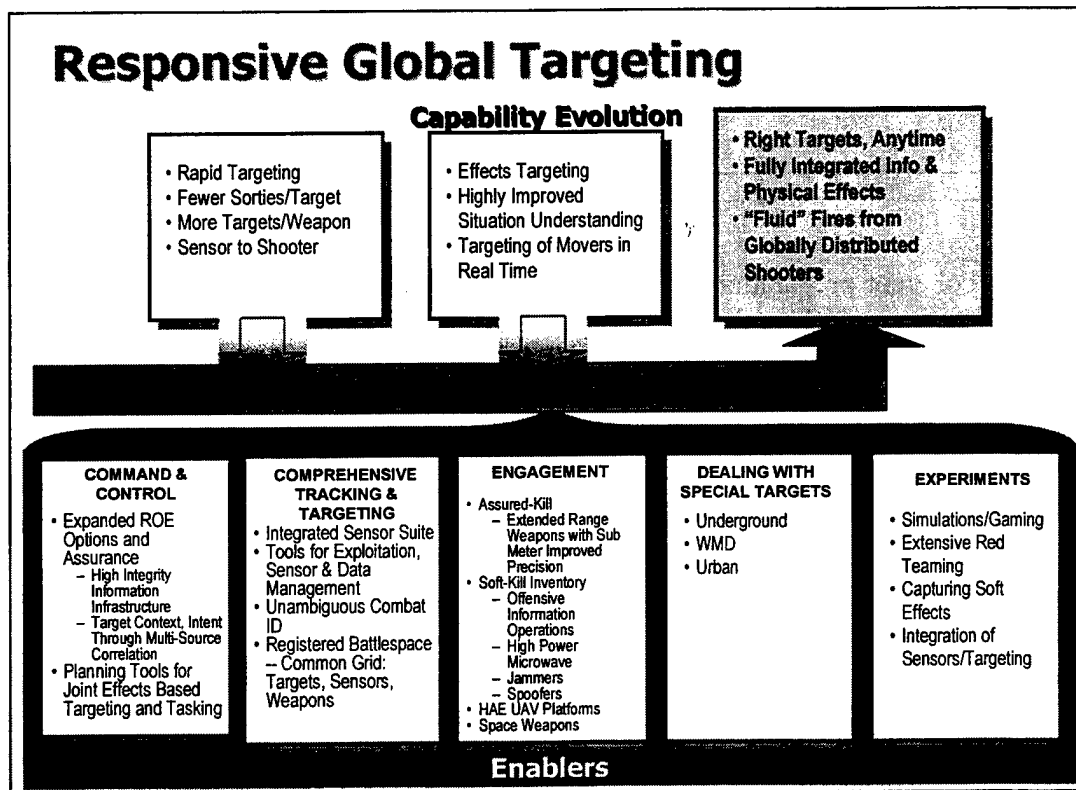 Responsive Global Targeting
Capability Evolution
• Rapid Targeting
• Fewer Sorties/Target
• More Targets/Weapon
• Sensor to Shooter
• Effects Targeting
• Highly Improved
Situation Understanding
• Targeting of Movers in
Real Time
• Right Targets, Anytime
• Fully Integrated Info &
Physical Effects
• "Fluid" Fires from
Globally Distributed
Shooters
COMMAND &
CONTROL
• Expanded ROE
Options and
Assurance
– High Integrity
Information
Infrastructure
– Target Context, Intent
Through Multi-Source
Correlation
• Planning Tools for
Joint Effects Based
Targeting and Tasking
COMPREHENSIVE
TRACKING &
TARGETING
• Integrated Sensor Suite
• Tools for Exploitation,
Sensor & Data
Management
• Unambiguous Combat
ID
• Registered Battlespace
– Common Grid:
Targets, Sensors,
Weapons
ENGAGEMENT
• Assured-Kill
– Extended Range
Weapons with Sub
Meter Improved
Precision
• Soft-Kill Inventory
– Offensive
Information
Operations
– High Power
Microwave
– Jammers
– Spoofers
• HAE UAV Platforms
• Space Weapons
DEALING WITH
SPECIAL TARGETS
• Underground
• WMD
• Urban
EXPERIMENTS
• Simulations/Gaming
• Extensive Red
Teaming
• Capturing Soft
Effects
• Integration of
Sensors/Targeting
Enablers